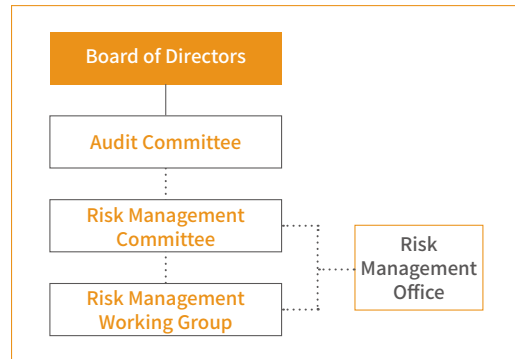 Board of Directors
Audit Committee
Risk Management
Committee
Risk Management
Working Group
Risk
Management
Office